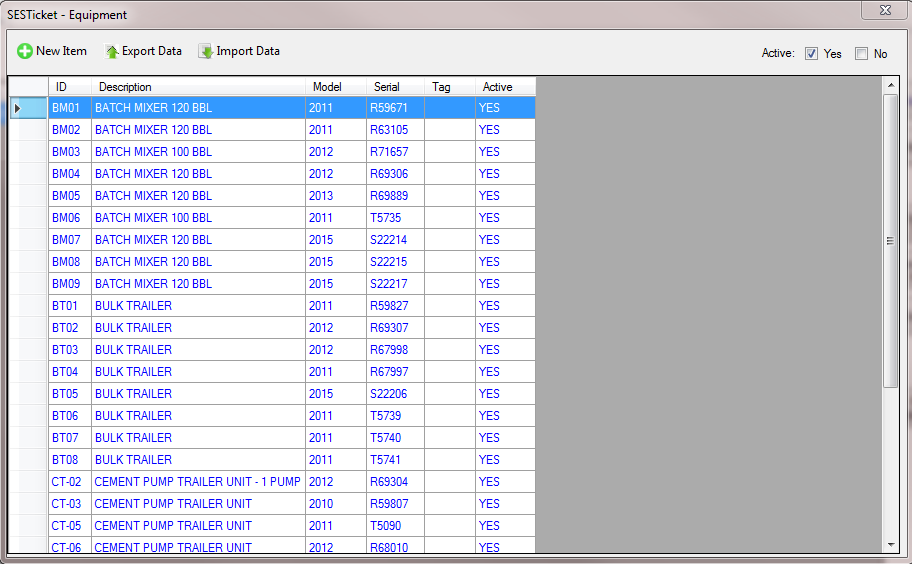 SESTicket - Equipment
New Item Export Data Import Data Active: Yes No
ID Description Model Serial Tag Active
BM01 BATCH MIXER 120 BBL 2011 R59671 YES
BM02 BATCH MIXER 120 BBL 2011 R63105 YES
BM03 BATCH MIXER 100 BBL 2012 R71657 YES
BM04 BATCH MIXER 120 BBL 2012 R69306 YES
BM05 BATCH MIXER 120 BBL 2013 R69889 YES
BM06 BATCH MIXER 100 BBL 2011 T5735 YES
BM07 BATCH MIXER 120 BBL 2015 S22214 YES
BM08 BATCH MIXER 120 BBL 2015 S22215 YES
BM09 BATCH MIXER 120 BBL 2015 S22217 YES
BT01 BULK TRAILER 2011 R59827 YES
BT02 BULK TRAILER 2012 R69307 YES
BT03 BULK TRAILER 2012 R67998 YES
BT04 BULK TRAILER 2011 R67997 YES
BT05 BULK TRAILER 2015 S22206 YES
BT06 BULK TRAILER 2011 T5739 YES
BT07 BULK TRAILER 2011 T5740 YES
BT08 BULK TRAILER 2011 T5741 YES
CT-02 CEMENT PUMP TRAILER UNIT - 1 PUMP 2012 R69304 YES
CT-03 CEMENT PUMP TRAILER UNIT 2010 R59807 YES
CT-05 CEMENT PUMP TRAILER UNIT 2011 T5090 YES
CT-06 CEMENT PUMP TRAILER UNIT 2012 R68010 YES